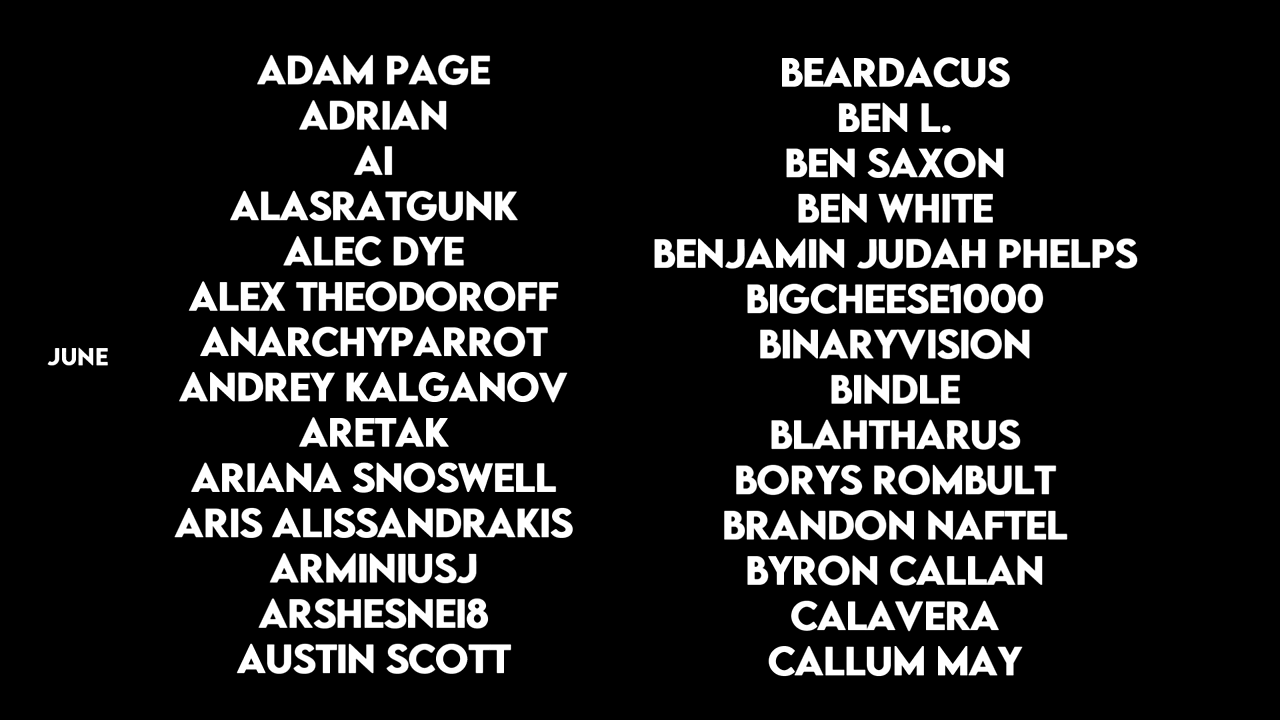 JUNE
ADAM PAGE
ADRIAN
AI
ALASRATGUNK
ALEC DYE
ALEX THEODOROFF
ANARCHYPARROT
ANDREY KALGANOV
ARETAK
ARIANA SNOSWELL
ARIS ALISSANDRAKIS
ARMINIUSJ
ARSHESNEI8
AUSTIN SCOTT
BEARDACUS
BEN L.
BEN SAXON
BEN WHITE
BENJAMIN JUDAH PHELPS
BIGCHEESE1000
BINARYVISION
BINDLE
BLAHTHARUS
BORYS ROMBULT
BRANDON NAFTEL
BYRON CALLAN
CALAVERA
CALLUM MAY